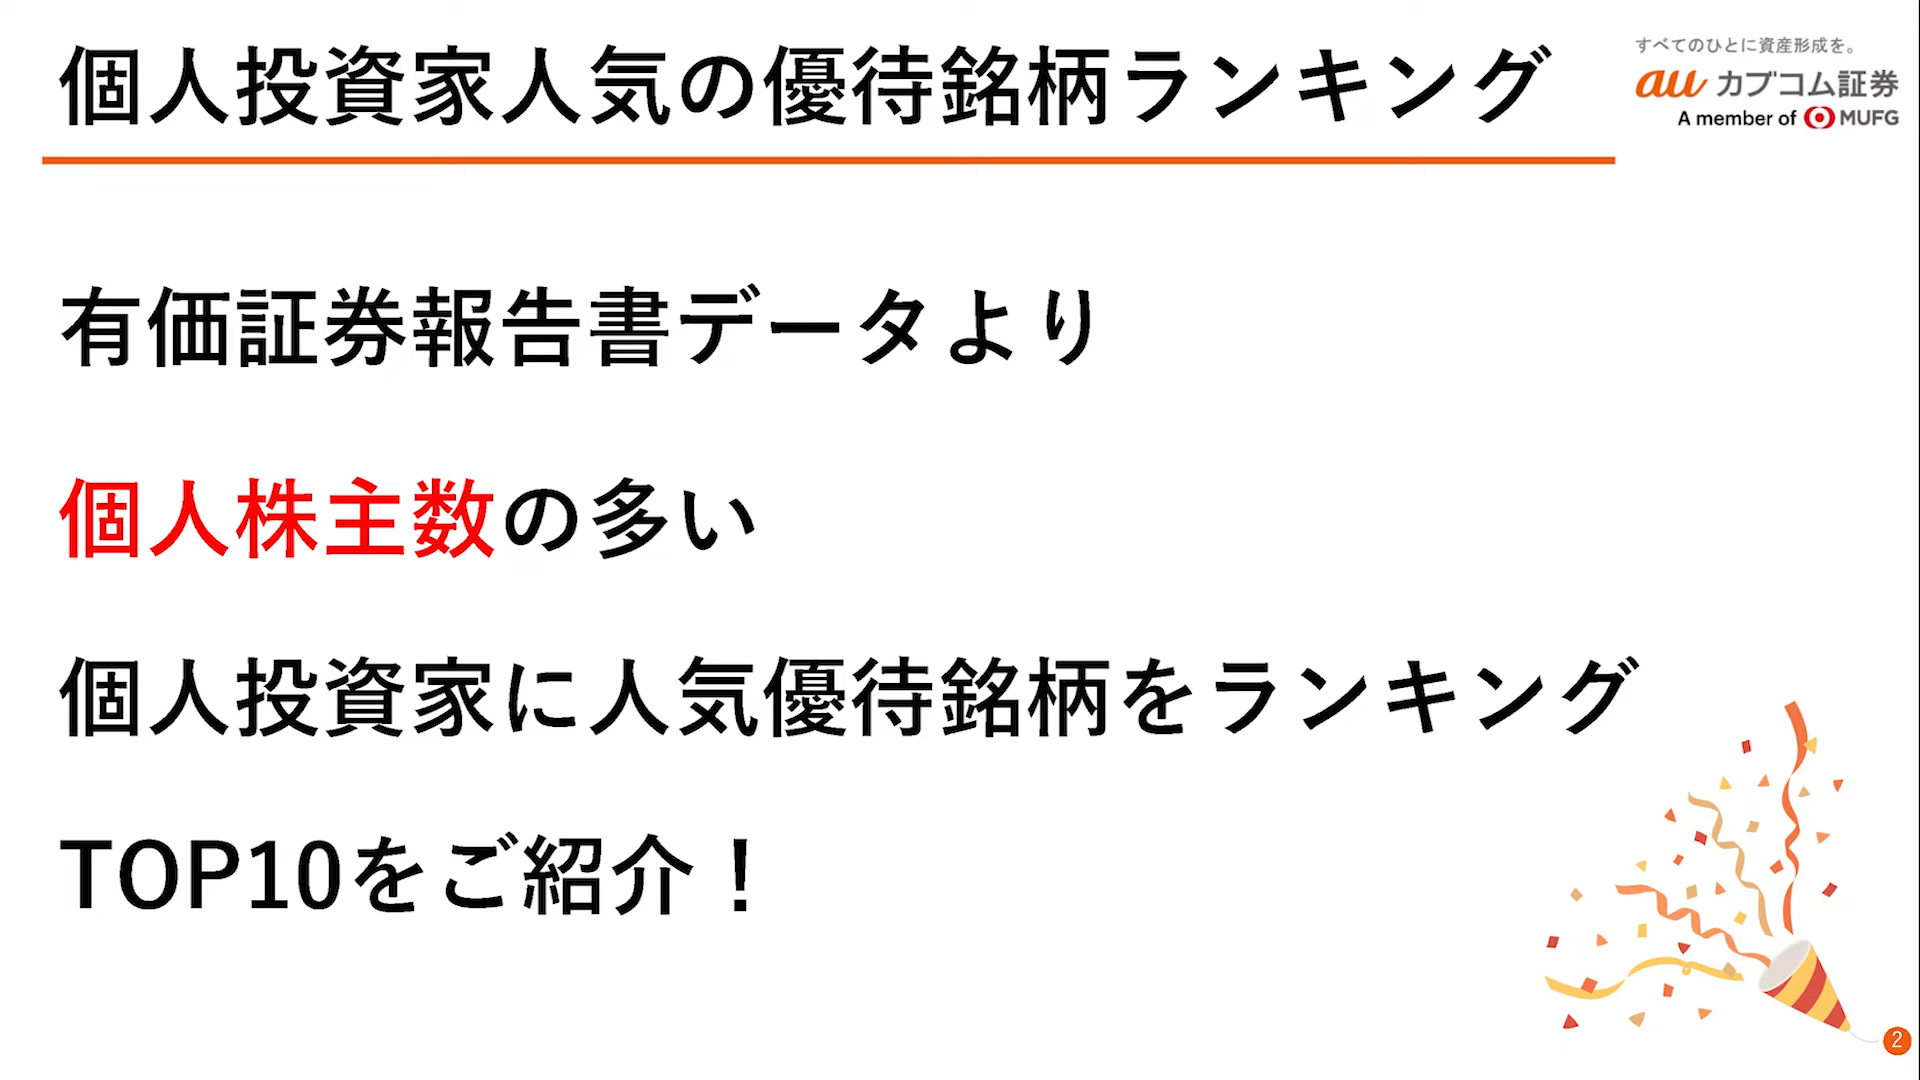 個人投資家人気の優待銘柄ランキング
すべてのひとに資産形成を。
au カブコム証券
A member of MUFG
有価証券報告書データより
個人株主数の多い
個人投資家に人気優待銘柄をランキング
TOP10をご紹介！
2